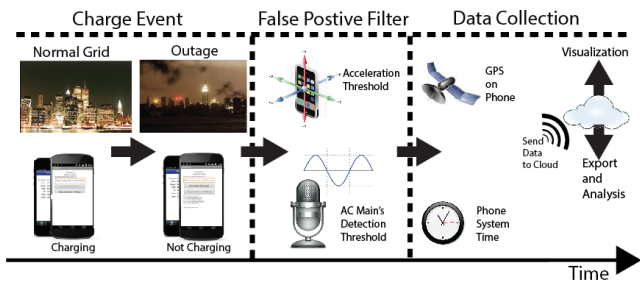 Charge Event
False Postive Filter
Data Collection
Normal Grid
Outage
Charging
Not Charging
Acceleration
Threshold
AC Main's
Detection
Threshold
GPS
on
Phone
Phone
System
Time
Send
Data
to Cloud
Visualization
Export
and
Analysis
Time